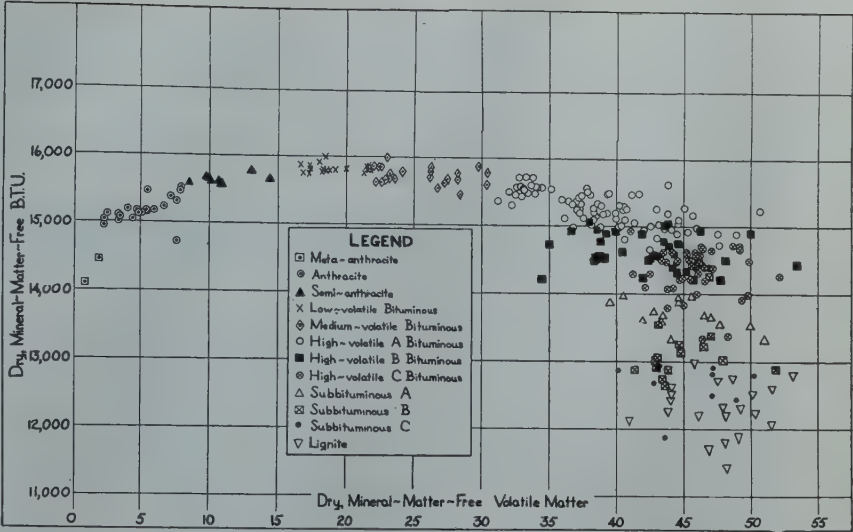 17,000
16,000
15,000
14,000
13,000
12,000
11,000
Dry, Mineral-Matter-Free B.T.U.
LEGEND
Meta-anthracite
Anthracite
Semi-anthracite
Low-volatile Bituminous
Medium-volatile Bituminous
High-volatile A Bituminous
High-volatile B Bituminous
High-volatile C Bituminous
Subbituminous A
Subbituminous B
Subbituminous C
Lignite
Dry, Mineral-Matter-Free Volatile Matter
0 5 10 15 20 25 30 35 40 45 50 55